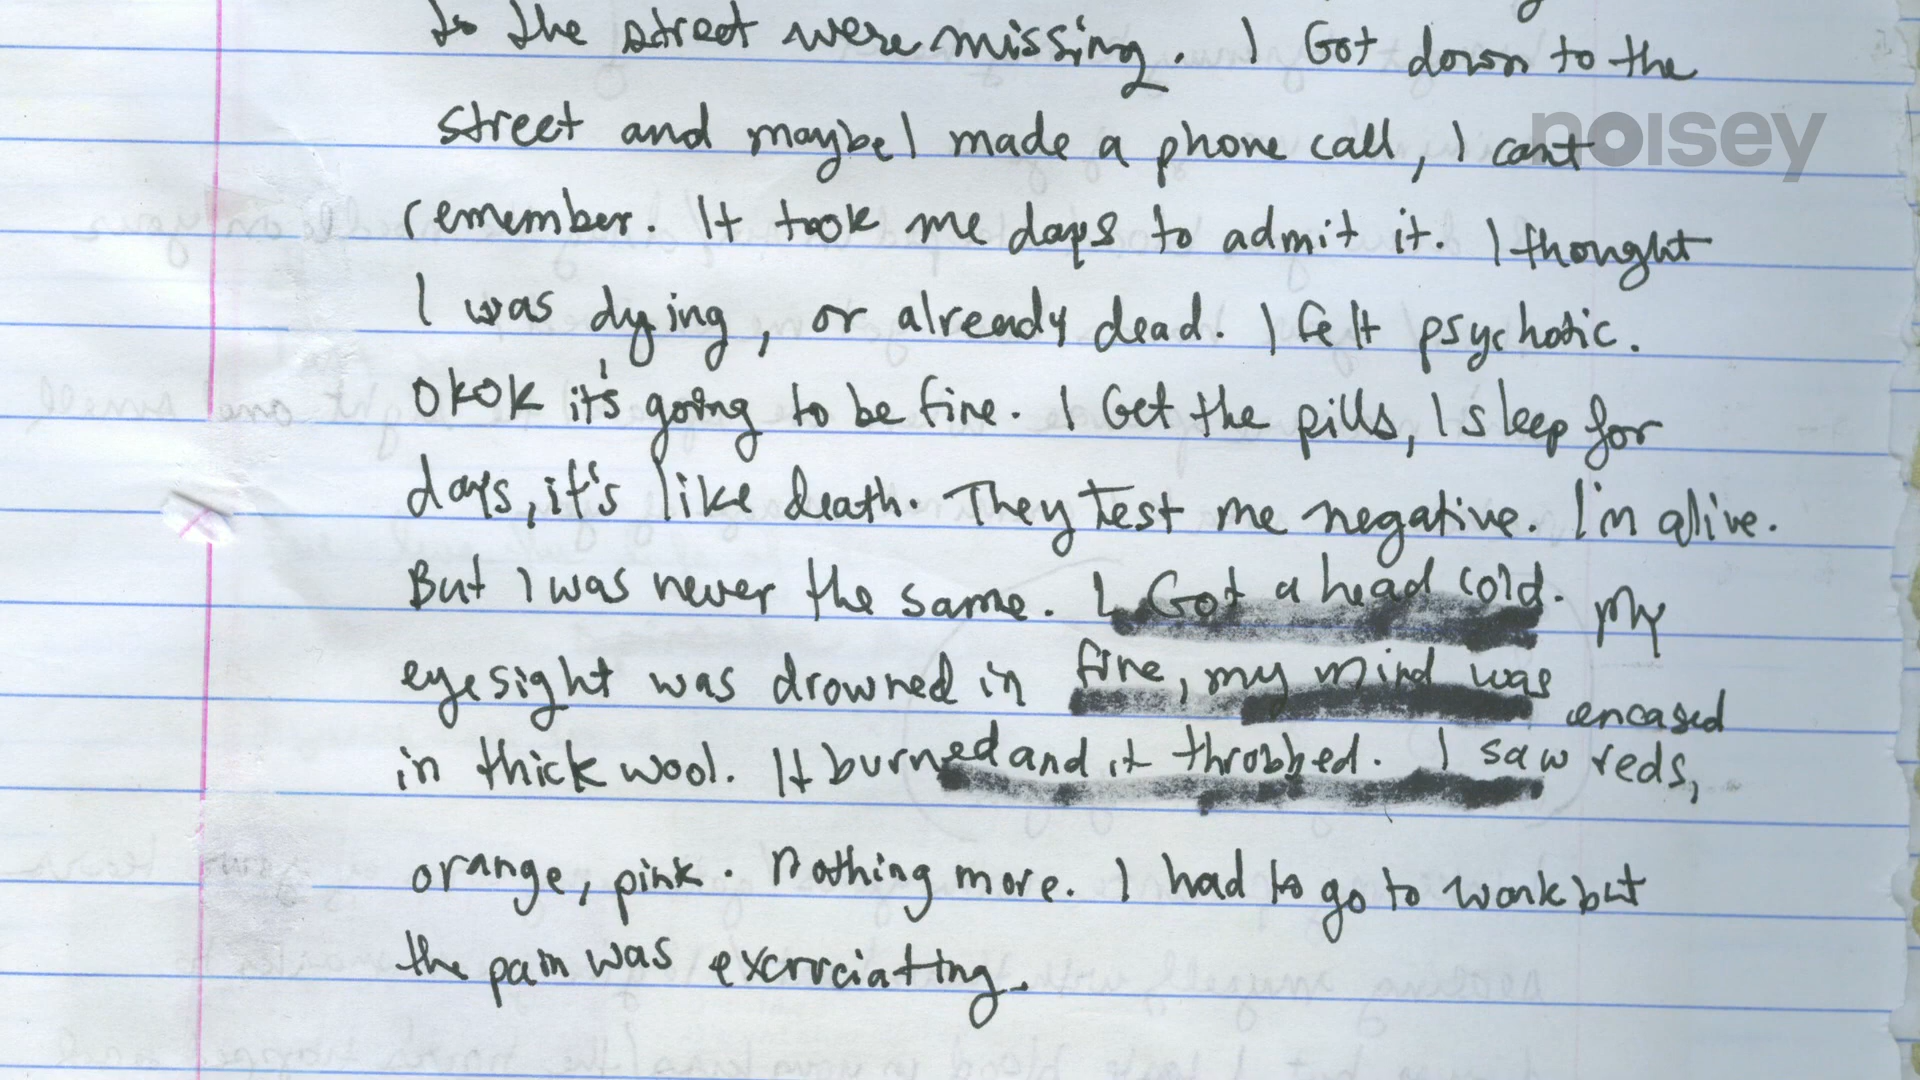 to the street were missing. I Got down to the
noisey
street and maybe I made a phone call, I cant
remember. It took me days to admit it. I thought
I was dying, or already dead. I felt psychotic.
OKOK it's going to be fine. I Get the pills, I sleep for
days, it's like death. They Test me negative. I'm alive.
But I was never the same. I Got a head cold. My
eyesight was drowned in fire, my mind was encased
in thick wool. It burned and it throbbed. I saw reds,
orange, pink. Nothing more. I had to go to work but
the pain was excruciating.